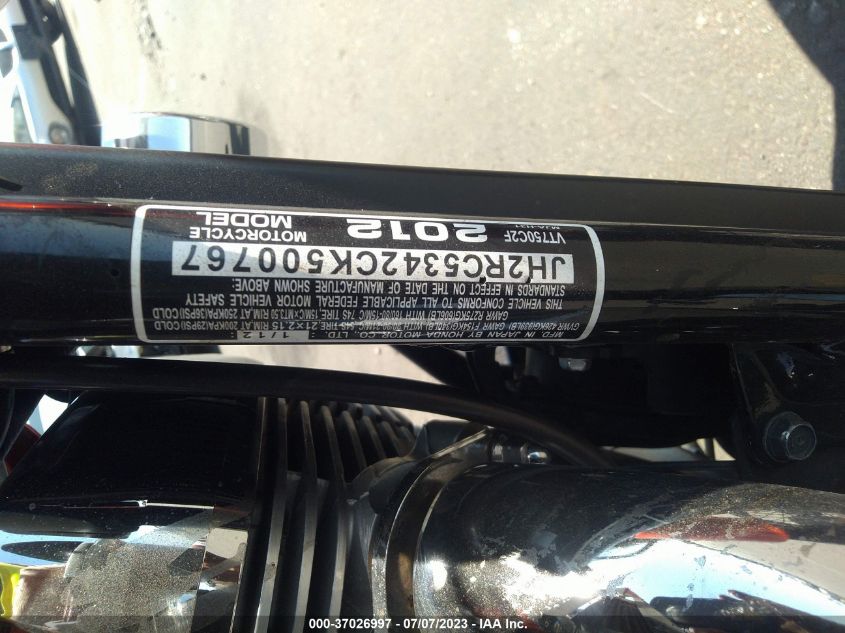 MFD. IN JAPAN BY HONDA MOTOR CO., LTD. 1/12
THIS VEHICLE CONFORMS TO ALL APPLICABLE FEDERAL MOTOR VEHICLE SAFETY
STANDARDS IN EFFECT ON THE DATE OF MANUFACTURE SHOWN ABOVE.
JH2RC5342CK500767
VT750C2F 2012 MOTORCYCLE
MODEL
000-37026997 - 07/07/2023 - IAA Inc.